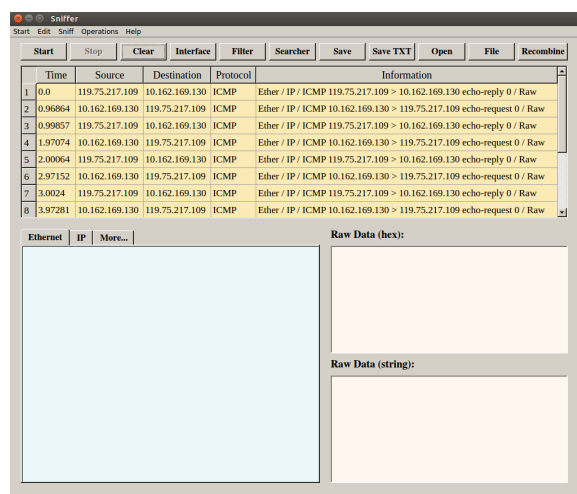 Sniffer
Start Edit Sniff Operations Help
Start Stop Clear Interface Filter Searcher Save Save TXT Open File Recombine
Time Source Destination Protocol Information
1 0.0 119.75.217.109 10.162.169.130 ICMP Ether / IP / ICMP 119.75.217.109 > 10.162.169.130 echo-reply 0 / Raw
2 0.96864 10.162.169.130 119.75.217.109 ICMP Ether / IP / ICMP 10.162.169.130 > 119.75.217.109 echo-request 0 / Raw
3 0.99857 119.75.217.109 10.162.169.130 ICMP Ether / IP / ICMP 119.75.217.109 > 10.162.169.130 echo-reply 0 / Raw
4 1.97074 10.162.169.130 119.75.217.109 ICMP Ether / IP / ICMP 10.162.169.130 > 119.75.217.109 echo-request 0 / Raw
5 2.00064 119.75.217.109 10.162.169.130 ICMP Ether / IP / ICMP 119.75.217.109 > 10.162.169.130 echo-reply 0 / Raw
6 2.97152 10.162.169.130 119.75.217.109 ICMP Ether / IP / ICMP 10.162.169.130 > 119.75.217.109 echo-request 0 / Raw
7 3.0024 119.75.217.109 10.162.169.130 ICMP Ether / IP / ICMP 119.75.217.109 > 10.162.169.130 echo-reply 0 / Raw
8 3.97281 10.162.169.130 119.75.217.109 ICMP Ether / IP / ICMP 10.162.169.130 > 119.75.217.109 echo-request 0 / Raw
Ethernet IP More...
Raw Data (hex):
Raw Data (string):